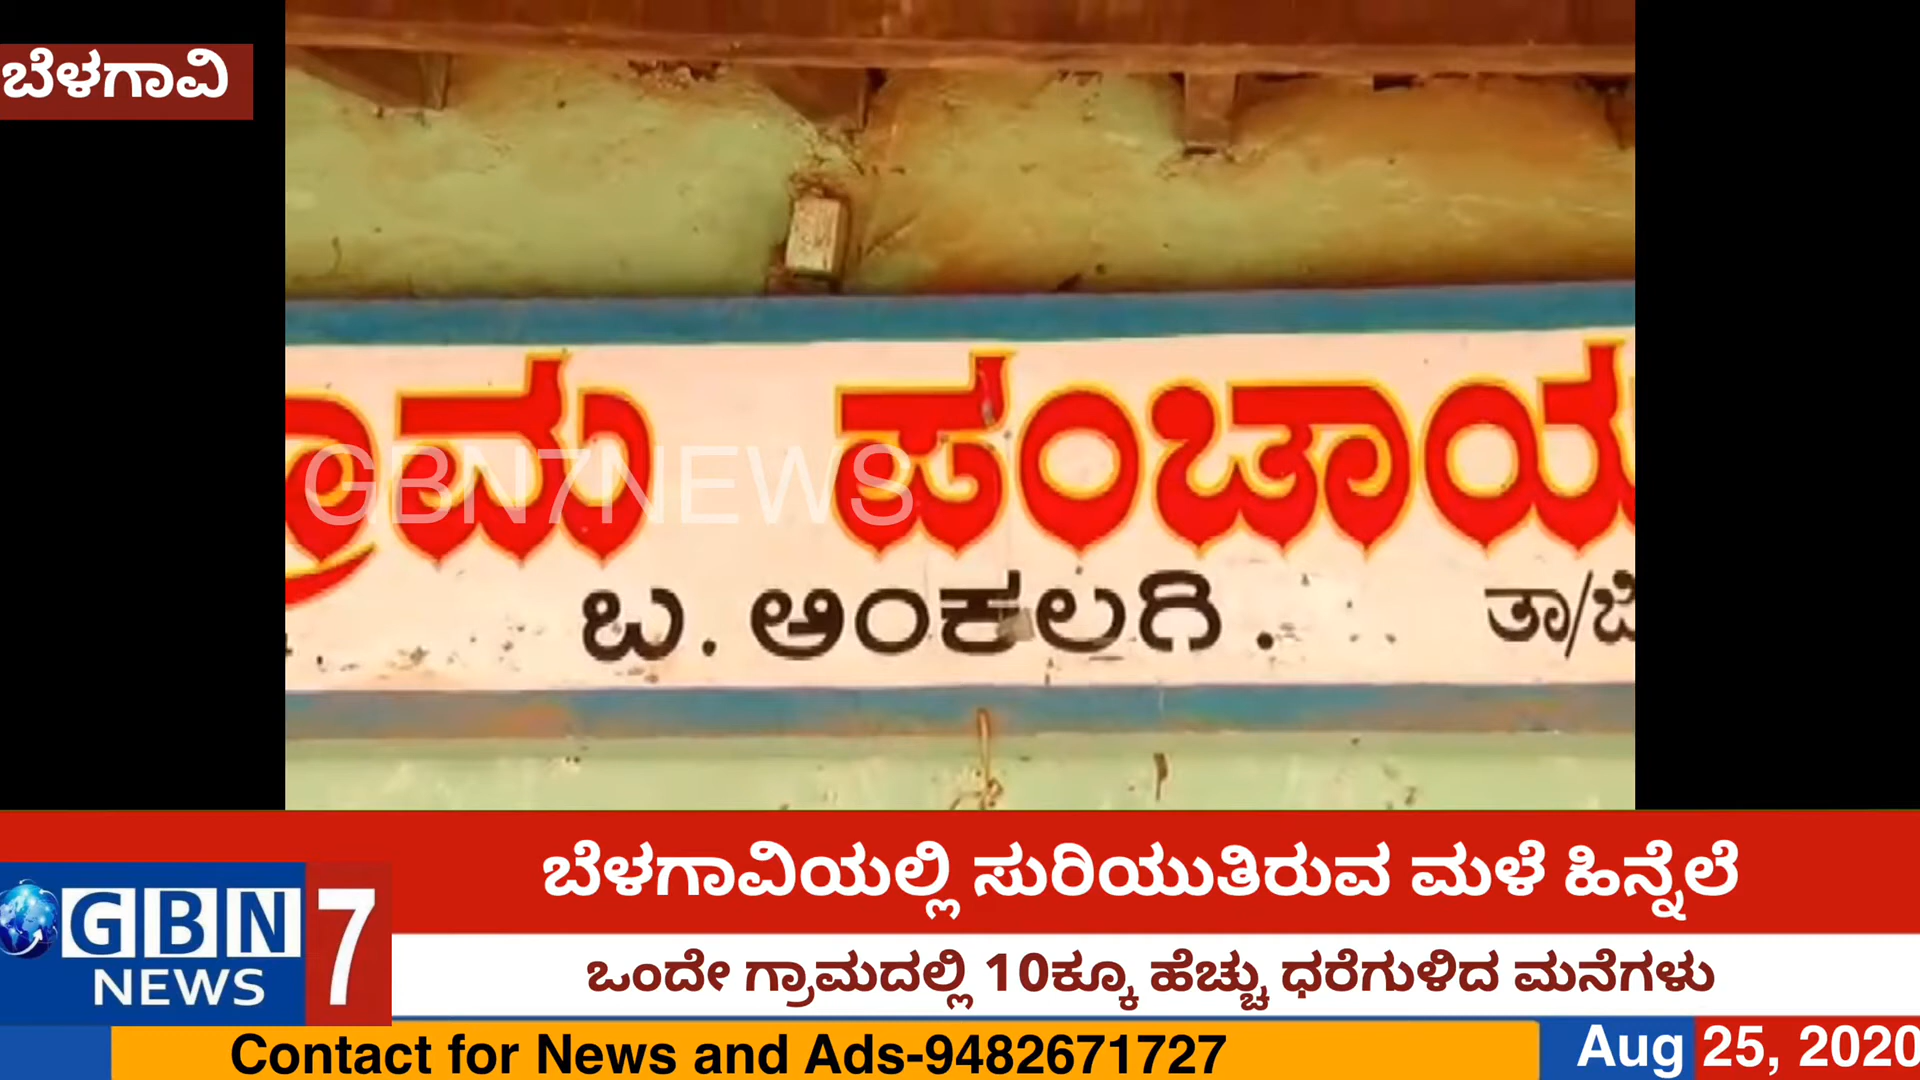 ಬೆಳಗಾವಿ
ಗ್ರಾಮ ಪಂಚಾಯ
GBN7NEWS
ಬ. ಅಂಕಲಗಿ. ತಾ/ಜಿ
ಬೆಳಗಾವಿಯಲ್ಲಿ ಸುರಿಯುತಿರುವ ಮಳೆ ಹಿನ್ನೆಲೆ
GBN 7
NEWS
ಒಂದೇ ಗ್ರಾಮದಲ್ಲಿ 10ಕ್ಕೂ ಹೆಚ್ಚು ಧರೆಗುಳಿದ ಮನೆಗಳು
Contact for News and Ads-9482671727
Aug 25, 2020